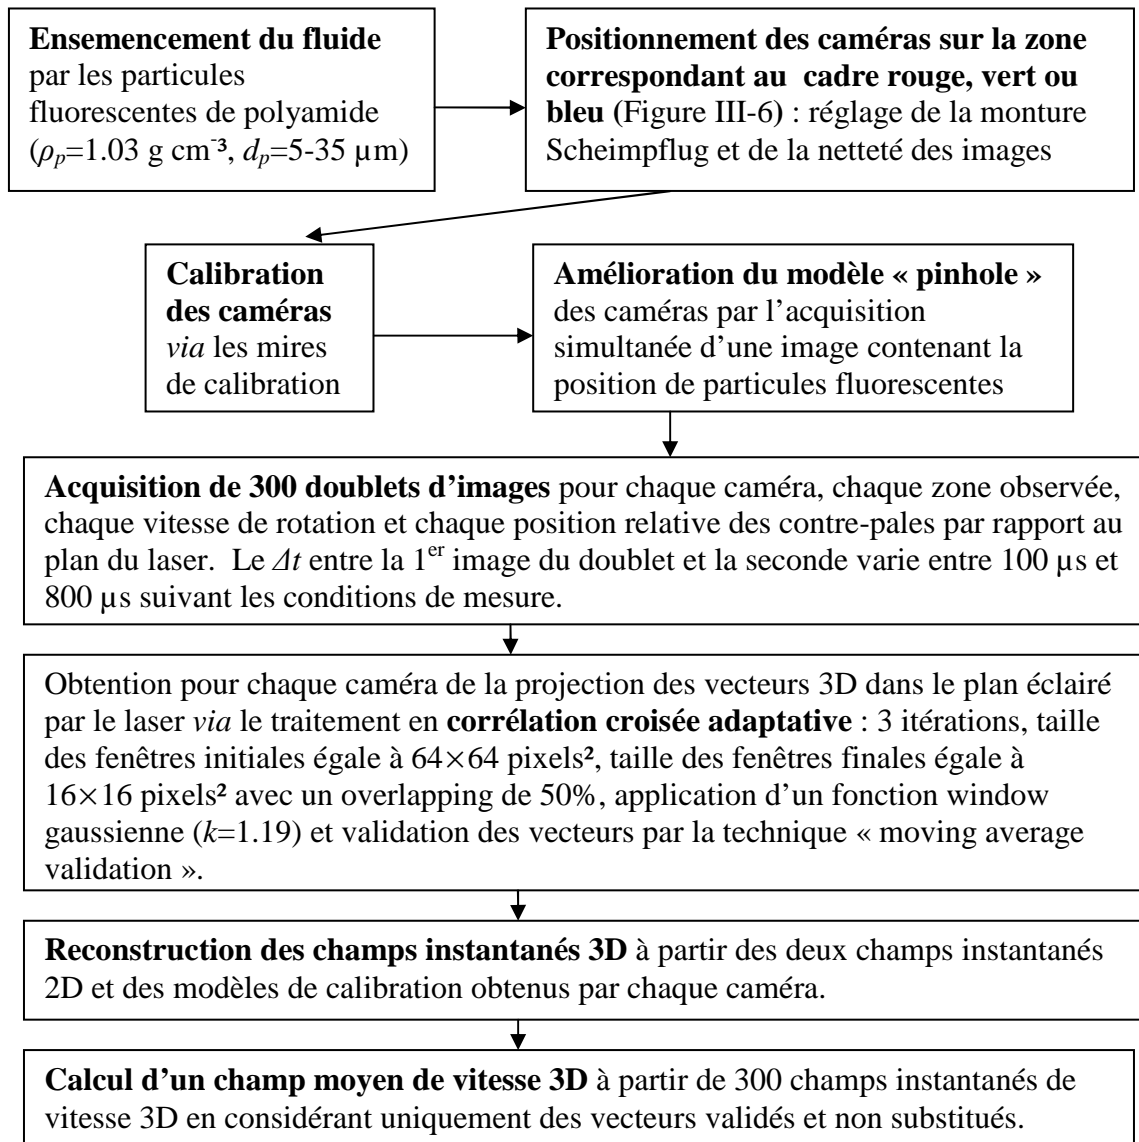 Ensemencement du fluide
par les particules
fluorescentes de polyamide
(ρp=1.03 g cm⁻³, dp=5-35 µm)
Positionnement des caméras sur la zone
correspondant au cadre rouge, vert ou
bleu (Figure III-6) : réglage de la monture
Scheimpflug et de la netteté des images
Calibration
des caméras
via les mires
de calibration
Amélioration du modèle « pinhole »
des caméras par l’acquisition
simultanée d’une image contenant la
position de particules fluorescentes
Acquisition de 300 doublets d’images pour chaque caméra, chaque zone observée,
chaque vitesse de rotation et chaque position relative des contre-pales par rapport au
plan du laser. Le Δt entre la 1er image du doublet et la seconde varie entre 100 µs et
800 µs suivant les conditions de mesure.
Obtention pour chaque caméra de la projection des vecteurs 3D dans le plan éclairé
par le laser via le traitement en corrélation croisée adaptative : 3 itérations, taille
des fenêtres initiales égale à 64×64 pixels², taille des fenêtres finales égale à
16×16 pixels² avec un overlapping de 50%, application d’un fonction window
gaussienne (k=1.19) et validation des vecteurs par la technique « moving average
validation ».
Reconstruction des champs instantanés 3D à partir des deux champs instantanés
2D et des modèles de calibration obtenus par chaque caméra.
Calcul d’un champ moyen de vitesse 3D à partir de 300 champs instantanés de
vitesse 3D en considérant uniquement des vecteurs validés et non substitués.